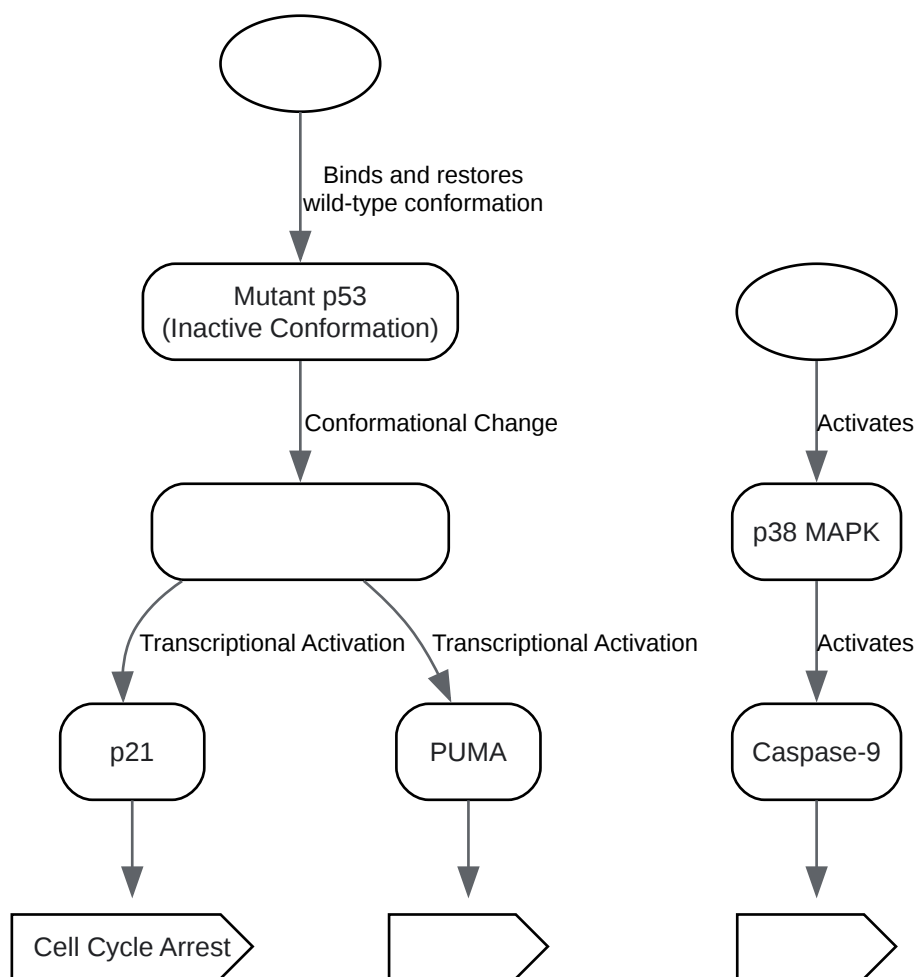 Binds and restores
wild-type conformation
Mutant p53
(Inactive Conformation)
Conformational Change
Activates
p38 MAPK
Transcriptional Activation
Transcriptional Activation
Activates
p21
PUMA
Caspase-9
Cell Cycle Arrest